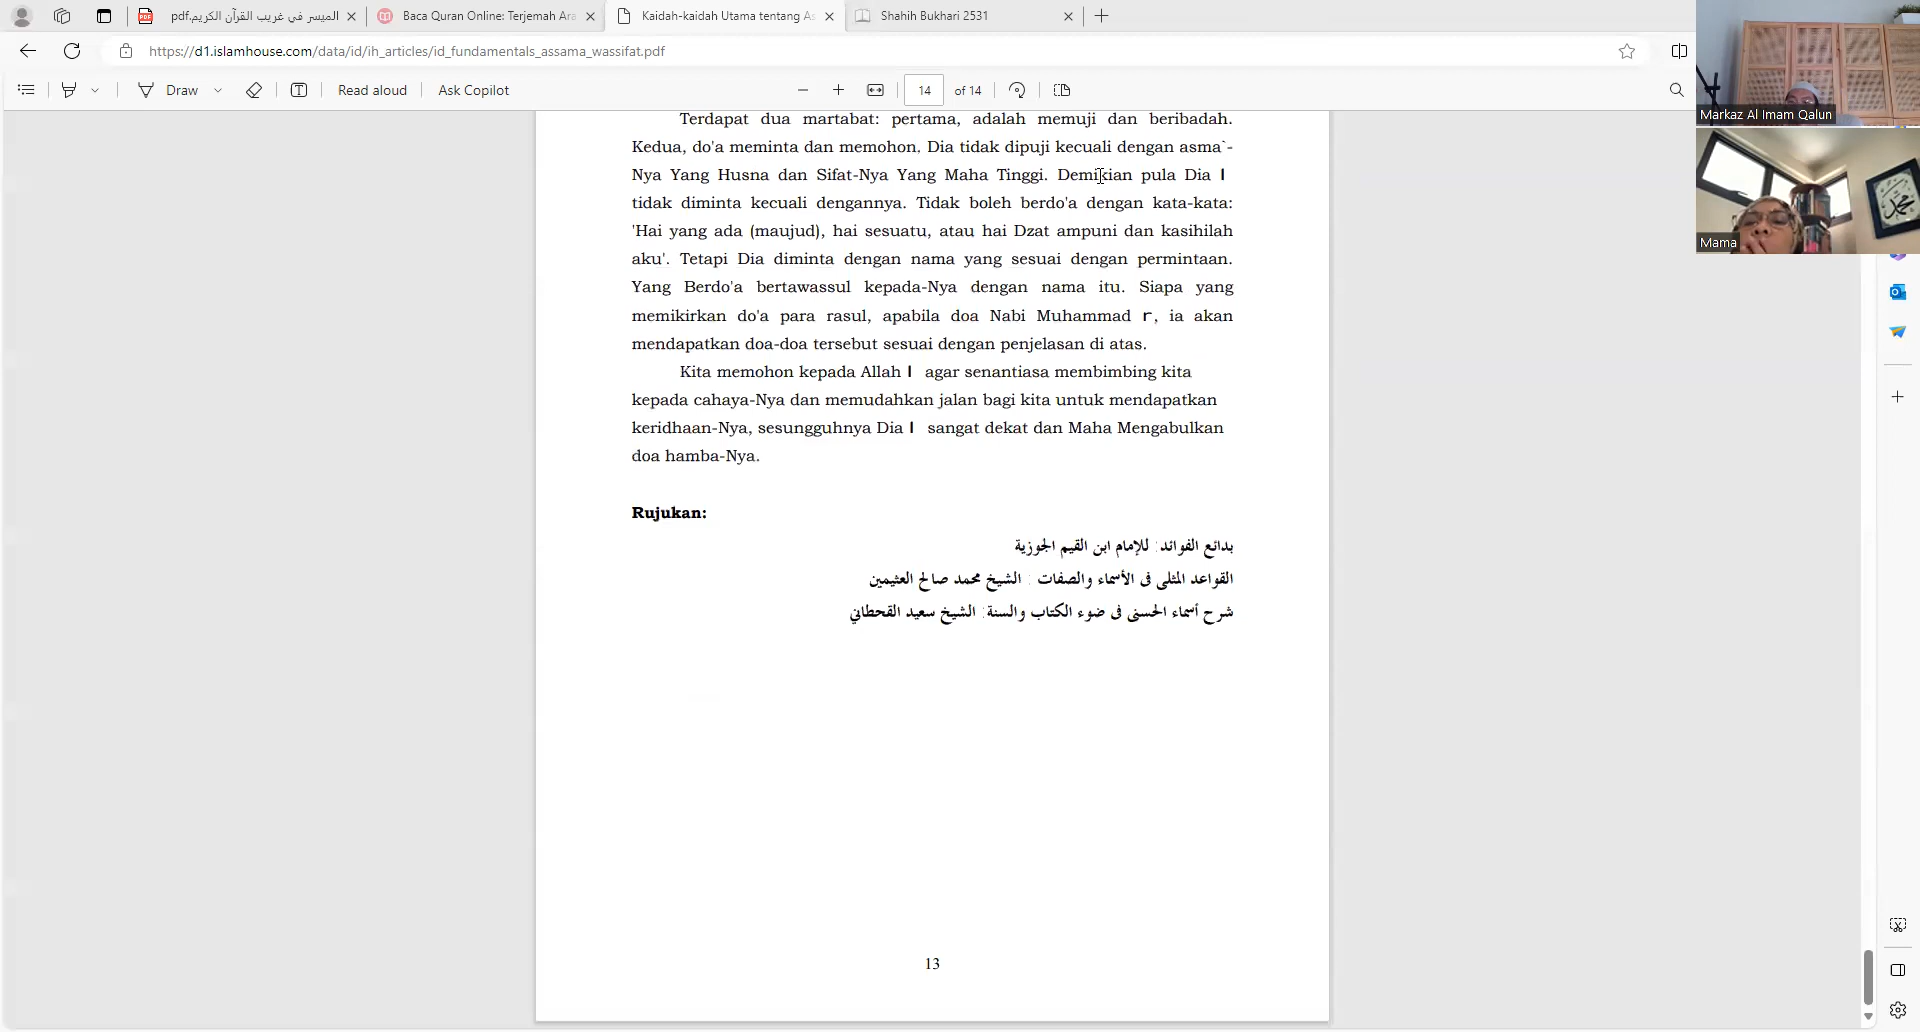 الميسر في غريب القرآن الكريم.pdf
Baca Quran Online: Terjemah Ara
Kaidah-kaidah Utama tentang As
Shahih Bukhari 2531
https://d1.islamhouse.com/data/id/ih_articles/id_fundamentals_assama_wassifat.pdf
Draw
Read aloud
Ask Copilot
14
of 14
Markaz Al Imam Qalun
Mama
Terdapat dua martabat: pertama, adalah memuji dan beribadah.
Kedua, do'a meminta dan memohon. Dia tidak dipuji kecuali dengan asma`-
Nya Yang Husna dan Sifat-Nya Yang Maha Tinggi. Demikian pula Dia I
tidak diminta kecuali dengannya. Tidak boleh berdo'a dengan kata-kata:
'Hai yang ada (maujud), hai sesuatu, atau hai Dzat ampuni dan kasihilah
aku'. Tetapi Dia diminta dengan nama yang sesuai dengan permintaan.
Yang Berdo'a bertawassul kepada-Nya dengan nama itu. Siapa yang
memikirkan do'a para rasul, apabila doa Nabi Muhammad r, ia akan
mendapatkan doa-doa tersebut sesuai dengan penjelasan di atas.
Kita memohon kepada Allah I agar senantiasa membimbing kita
kepada cahaya-Nya dan memudahkan jalan bagi kita untuk mendapatkan
keridhaan-Nya, sesungguhnya Dia I sangat dekat dan Maha Mengabulkan
doa hamba-Nya.
Rujukan:
بدائع الفوائد: للإمام ابن القيم الجوزية
القواعد المثلى فى الأسماء والصفات : الشيخ محمد صالح العثيمين
شرح أسماء الحسنى فى ضوء الكتاب والسنة: الشيخ سعيد القحطاني
13